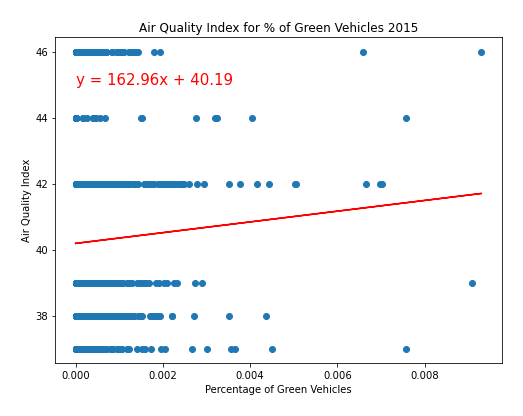 Air Quality Index for % of Green Vehicles 2015
46
y = 162.96x + 40.19
44
Air Quality Index
42
40
38
0.000 0.002 0.004 0.006 0.008
Percentage of Green Vehicles